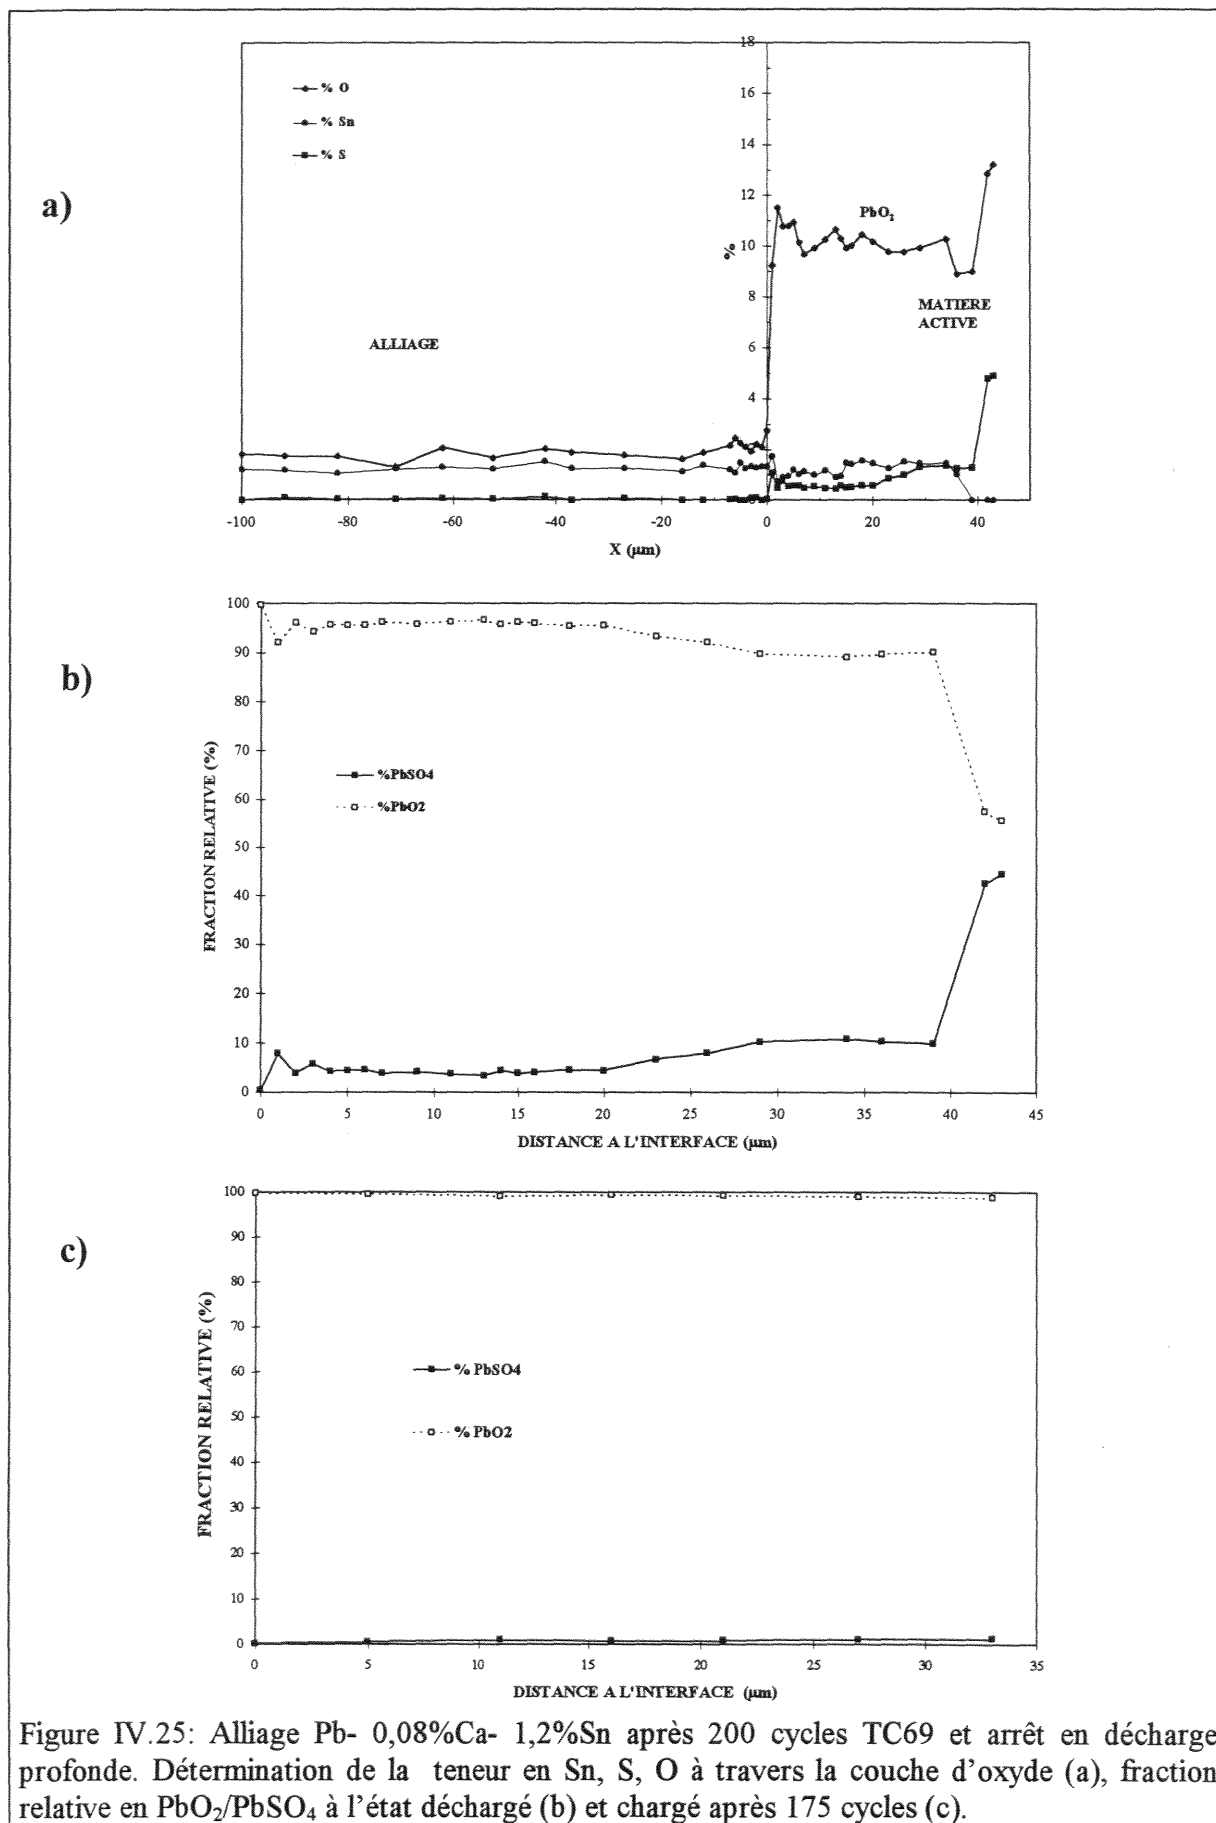 a)
% O
% Sn
% S
18
16
14
12
10
8
6
4
%
PbO₂
MATIERE
ACTIVE
ALLIAGE
-100 -80 -60 -40 -20 0 20 40
X (µm)
b)
100
90
80
70
60
50
40
30
20
10
0
FRACTION RELATIVE (%)
%PbSO4
%PbO2
0 5 10 15 20 25 30 35 40 45
DISTANCE A L'INTERFACE (µm)
c)
100
90
80
70
60
50
40
30
20
10
0
FRACTION RELATIVE (%)
% PbSO4
% PbO2
0 5 10 15 20 25 30 35
DISTANCE A L'INTERFACE (µm)
Figure IV.25: Alliage Pb- 0,08%Ca- 1,2%Sn après 200 cycles TC69 et arrêt en décharge
profonde. Détermination de la teneur en Sn, S, O à travers la couche d'oxyde (a), fraction
relative en PbO₂/PbSO₄ à l'état déchargé (b) et chargé après 175 cycles (c).